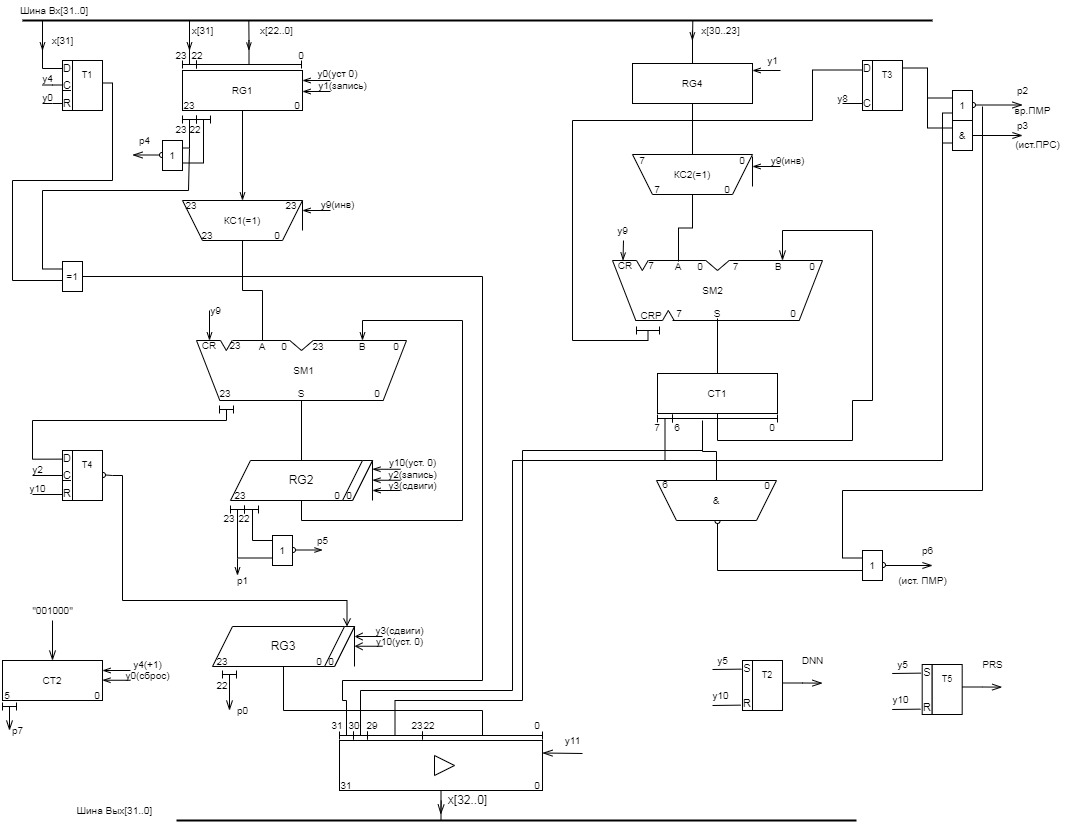 Шина Вх[31..0]
x[31]
x[31]
x[22..0]
x[30..23]
D
C
R
T1
y4
y0
23 22
0
RG1
23
0
y0(уст 0)
y1(запись)
23 22
p4
1
RG4
y1
D
C
T3
y8
1
&
p2
вр.ПМР
p3
(ист.ПРС)
7
0
КС2(=1)
7
0
y9(инв)
23
23
КС1(=1)
23
0
y9(инв)
=1
y9
CR
7
A
0
7
B
0
SM2
CRP
7
S
0
y9
CR
23
A
0
23
B
0
SM1
23
S
0
CT1
7
6
0
D
C
R
T4
y2
y10
RG2
23
0
0
y10(уст. 0)
y2(запись)
y3(сдвиги)
23 22
1
p5
p1
6
0
&
1
p6
(ист. ПМР)
"001000"
CT2
5
0
y4(+1)
y0(сброс)
p7
RG3
23
0
0
y3(сдвиги)
y10(уст. 0)
22
p0
y5
y10
S
R
T2
DNN
y5
y10
S
R
T5
PRS
31 30 29
23 22
0
31
0
y11
x[32..0]
Шина Вых[31..0]